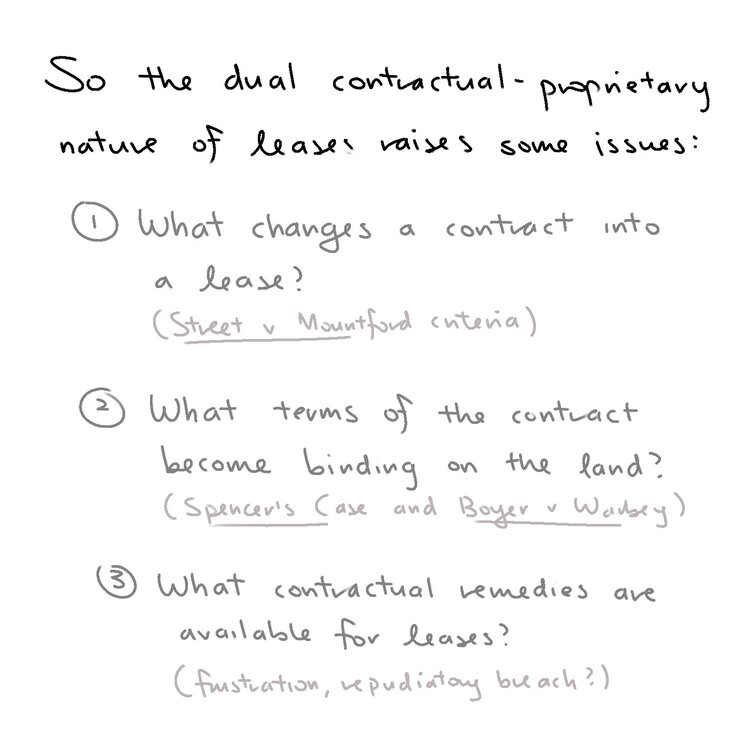 So the dual contractual-proprietary
nature of leases raises some issues:
① What changes a contract into
a lease?
(Street v Mountford criteria)
② What terms of the contract
become binding on the land?
(Spencer's Case and Boyer v Warbey)
③ What contractual remedies are
available for leases?
(frustration, repudiatory breach?)